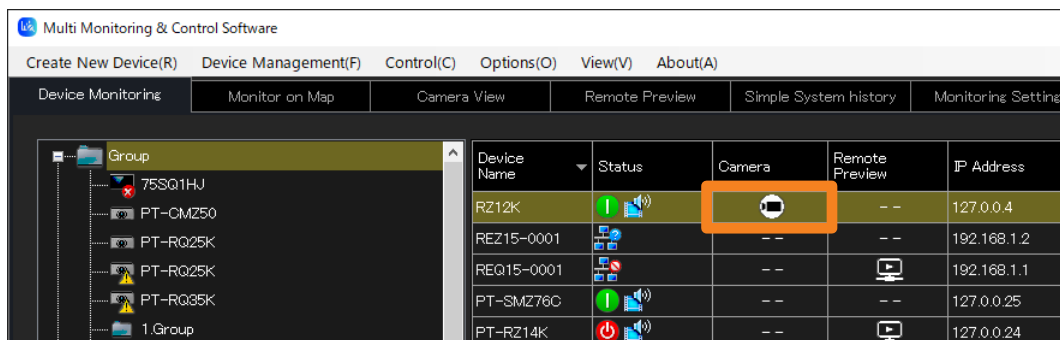 Multi Monitoring & Control Software
Create New Device(R) Device Management(F) Control(C) Options(O) View(V) About(A)
Device Monitoring Monitor on Map Camera View Remote Preview Simple System history Monitoring Setting
Group
75SQ1HJ
PT-CMZ50
PT-RQ25K
PT-RQ25K
PT-RQ35K
1.Group
Device Name Status Camera Remote Preview IP Address
RZ12K -- 127.0.0.4
REZ15-0001 -- -- 192.168.1.2
REQ15-0001 -- 192.168.1.1
PT-SMZ76C -- -- 127.0.0.25
PT-RZ14K -- 127.0.0.24